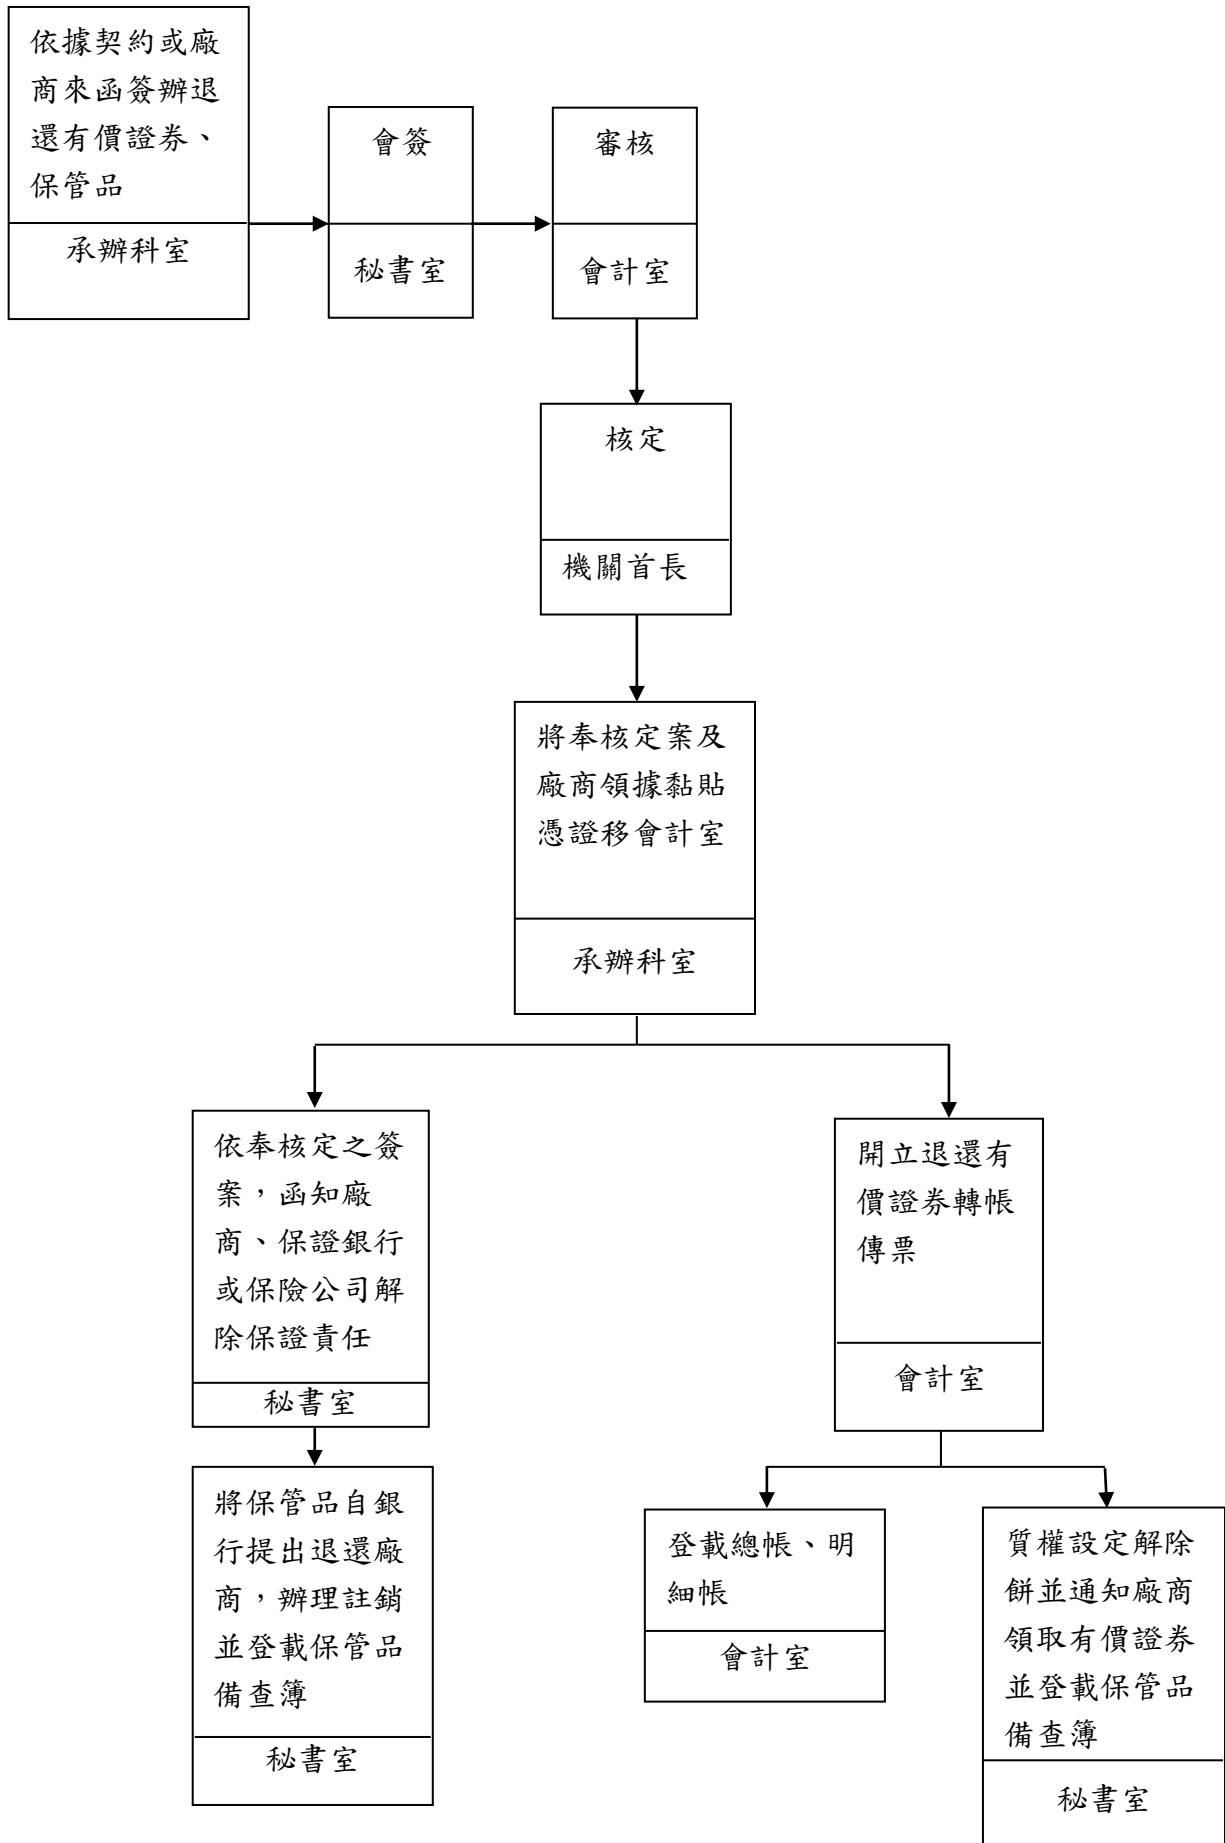 依據契約或廠
商來函簽辦退
還有價證券、
保管品
承辦科室
會簽
秘書室
審核
會計室
核定
機關首長
將奉核定案及
廠商領據黏貼
憑證移會計室
承辦科室
依奉核定之簽
案，函知廠
商、保證銀行
或保險公司解
除保證責任
秘書室
將保管品自銀
行提出退還廠
商，辦理註銷
並登載保管品
備查簿
秘書室
開立退還有
價證券轉帳
傳票
會計室
登載總帳、明
細帳
會計室
質權設定解除
餅並通知廠商
領取有價證券
並登載保管品
備查簿
秘書室